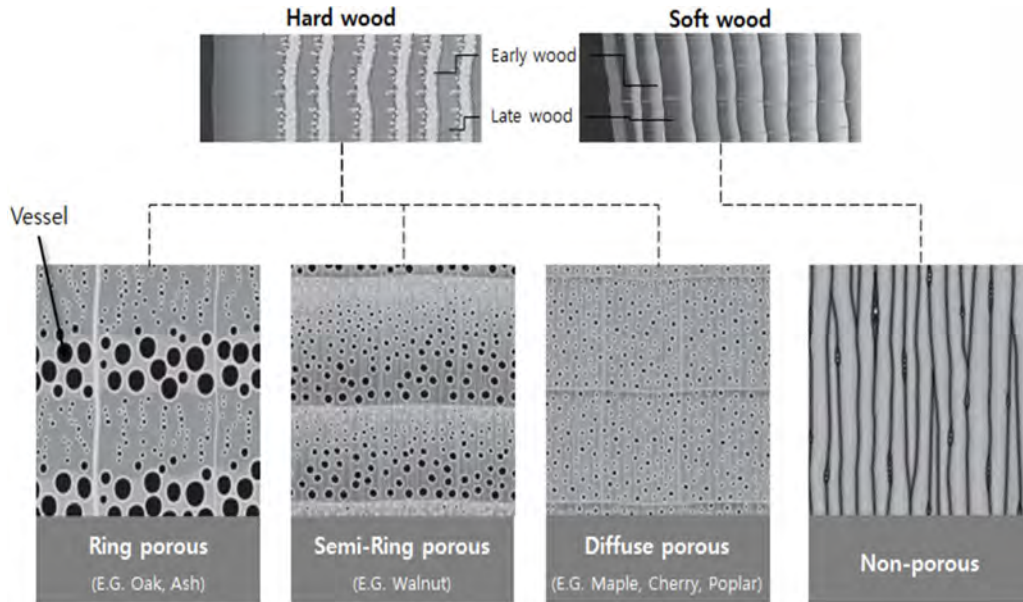 Hard wood
Soft wood
Early wood
Late wood
Vessel
Ring porous
(E.G. Oak, Ash)
Semi-Ring porous
(E.G. Walnut)
Diffuse porous
(E.G. Maple, Cherry, Poplar)
Non-porous